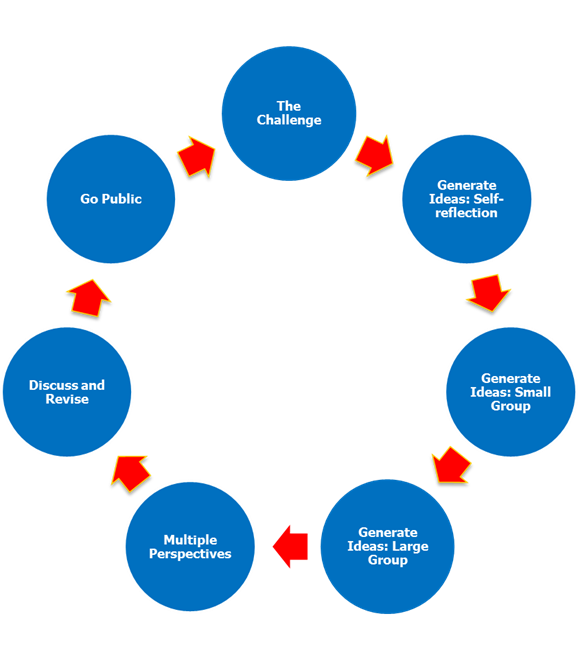 The
Challenge
Generate
Ideas: Self-
reflection
Generate
Ideas: Small
Group
Generate
Ideas: Large
Group
Multiple
Perspectives
Discuss and
Revise
Go Public